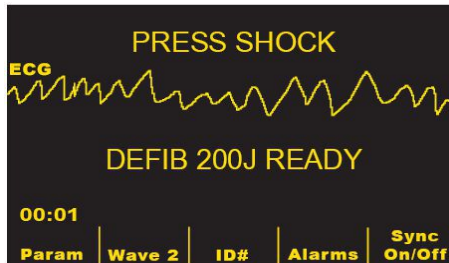 PRESS SHOCK
ECG
DEFIB 200J READY
00:01
Param Wave 2 ID# Alarms Sync On/Off